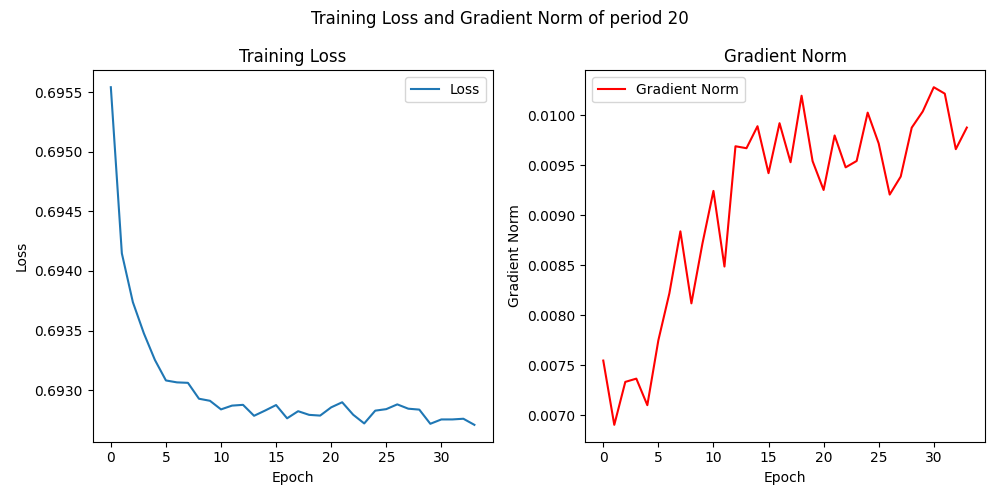 Training Loss and Gradient Norm of period 20
Training Loss
Loss
0.6955
0.6950
0.6945
0.6940
0.6935
0.6930
Loss
0 5 10 15 20 25 30
Epoch
Gradient Norm
Gradient Norm
0.0100
0.0095
0.0090
0.0085
0.0080
0.0075
0.0070
Gradient Norm
0 5 10 15 20 25 30
Epoch